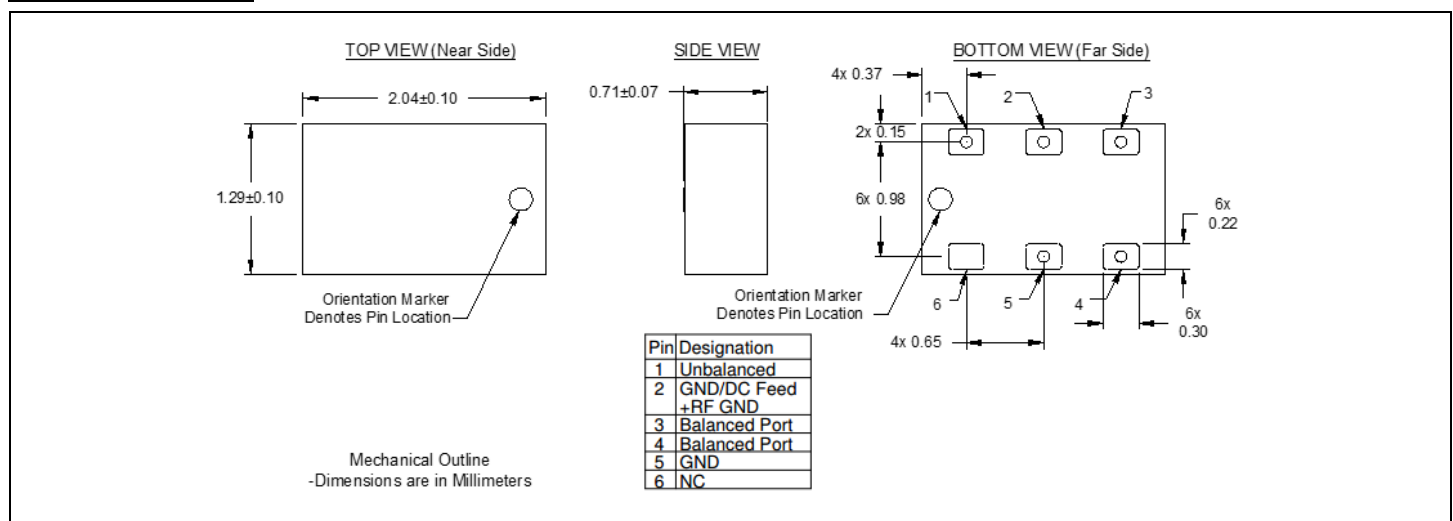 TOP VIEW (Near Side)
SIDE VIEW
BOTTOM VIEW (Far Side)
4x 0.37
2.04±0.10
0.71±0.07
1
2
3
2x 0.15
1.29±0.10
6x 0.98
6x
0.22
Orientation Marker
Denotes Pin Location
Orientation Marker
Denotes Pin Location
6
5
4
6x
0.30
4x 0.65
Pin Designation
1 Unbalanced
2 GND/DC Feed
+RF GND
3 Balanced Port
4 Balanced Port
5 GND
6 NC
Mechanical Outline
-Dimensions are in Millimeters